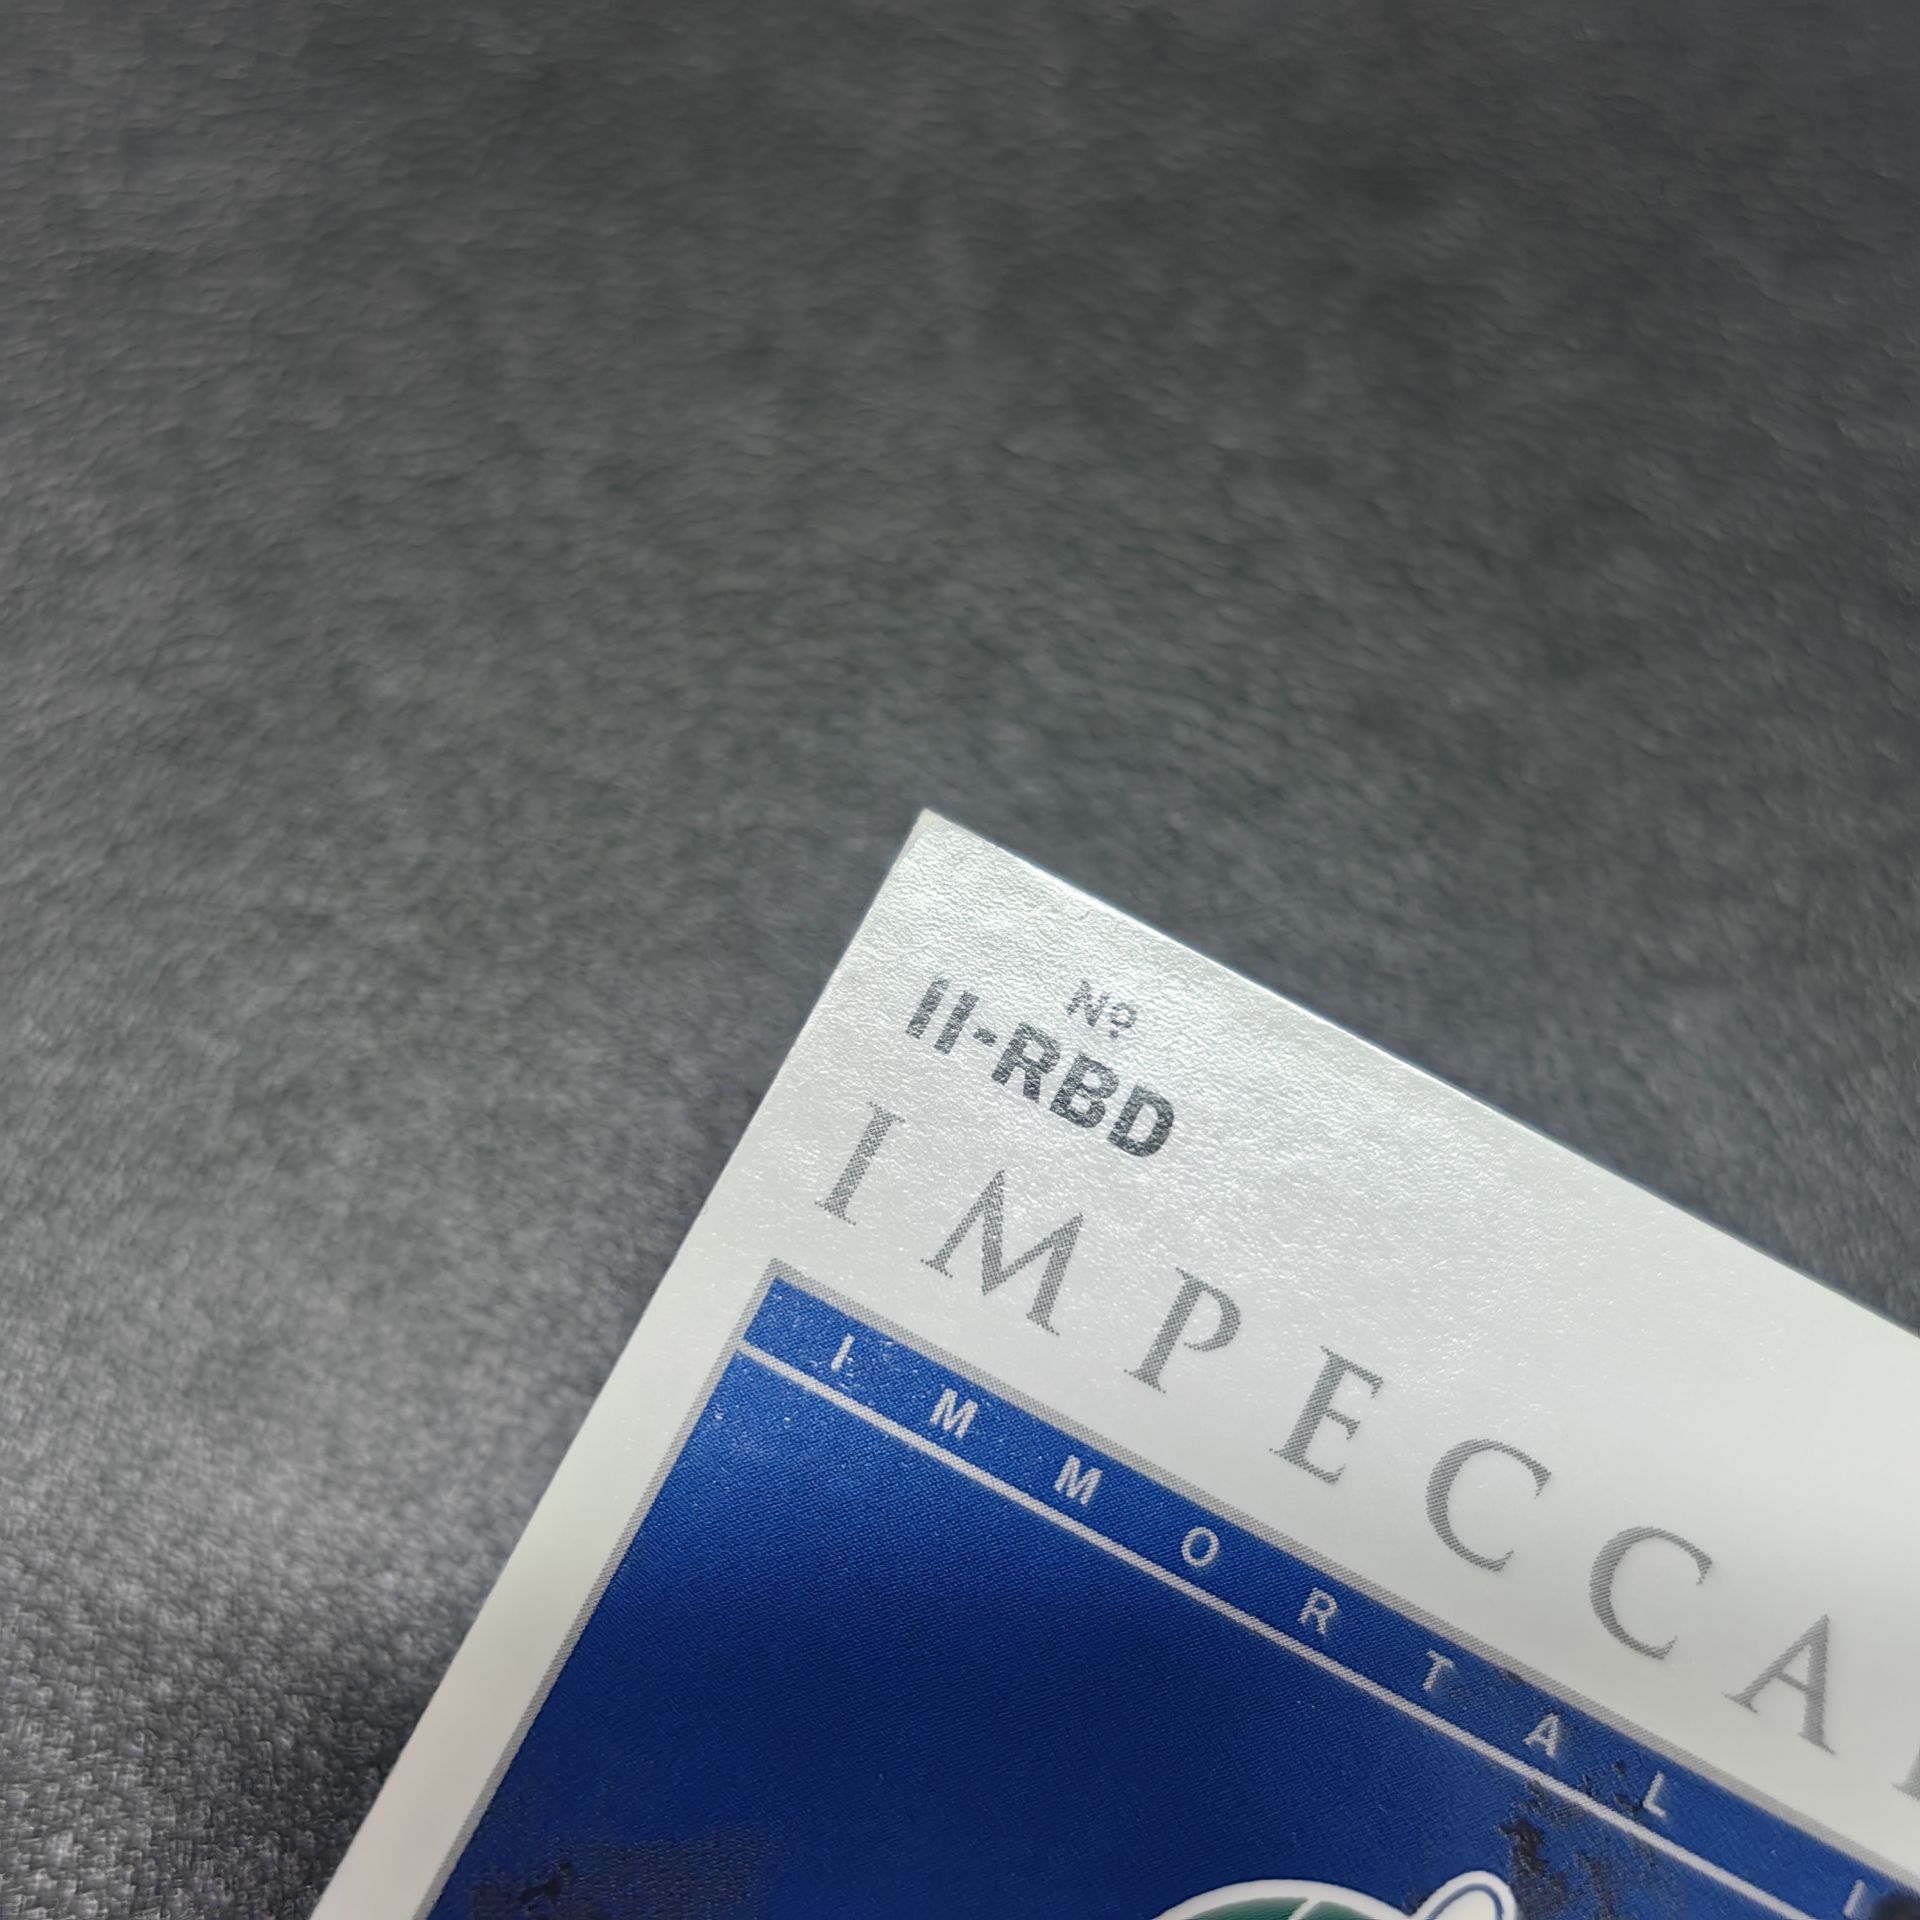 Nº
II-RBD
IMPECCA
IMMORTAL I